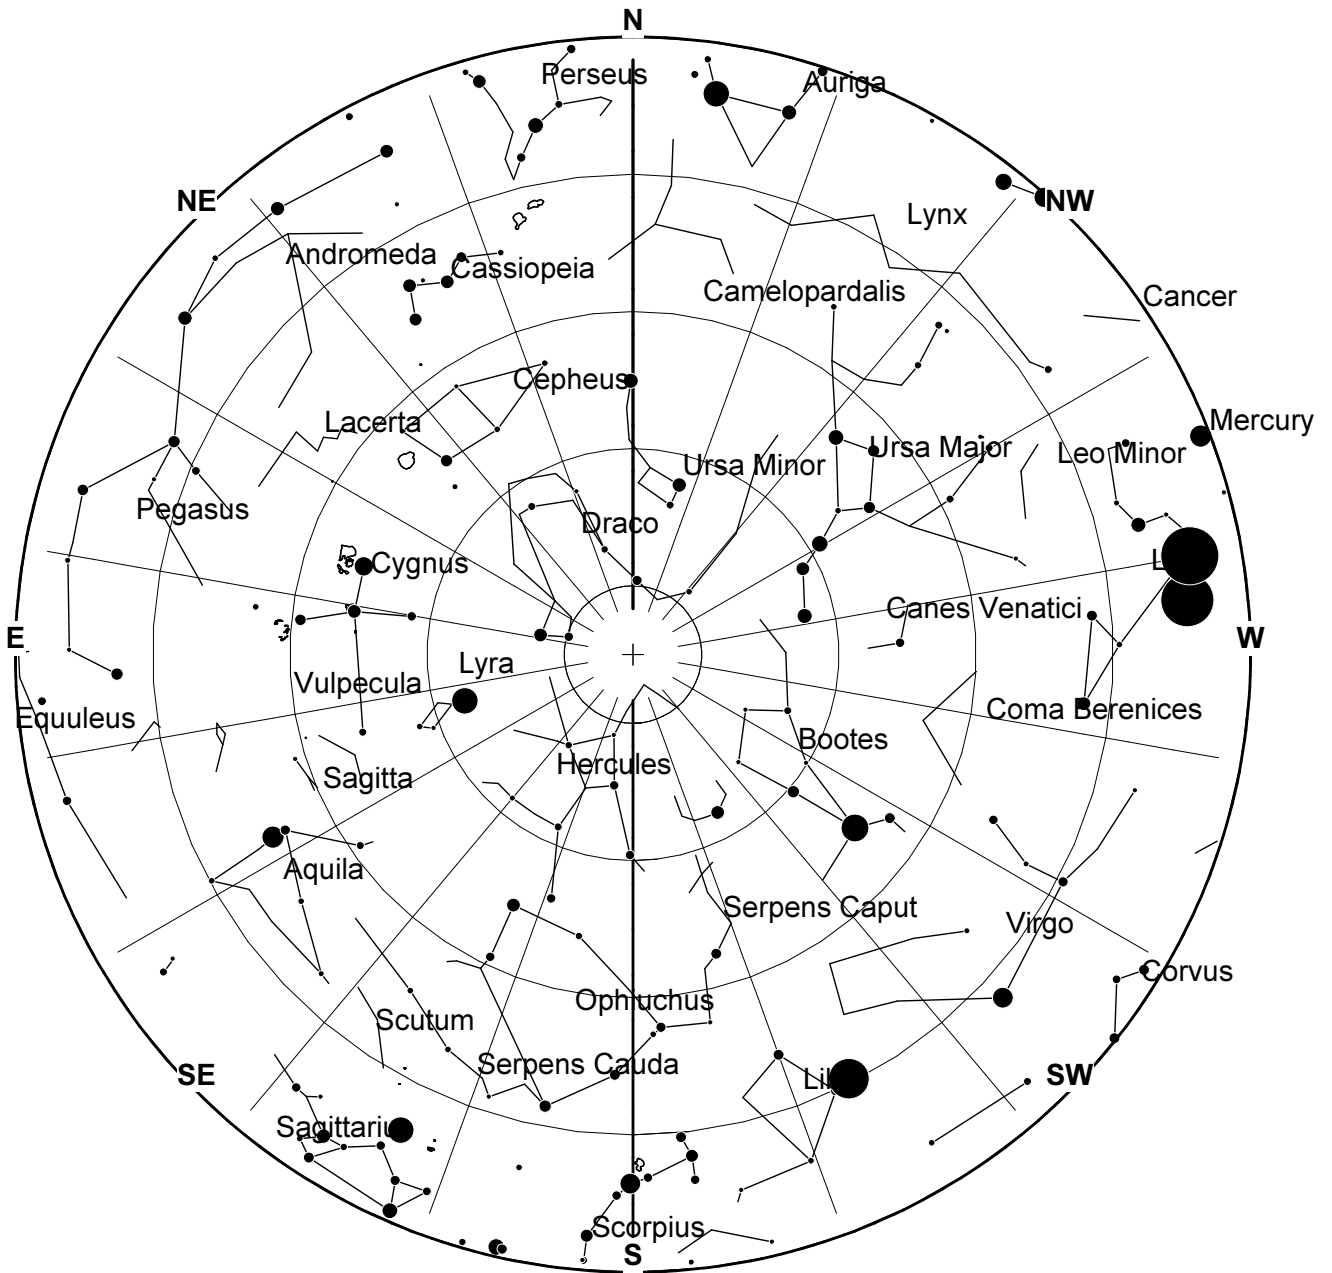 N
Perseus
Auriga
NE
NW
Lynx
Andromeda
Cassiopeia
Camelopardalis
Cancer
Cepheus
Lacerta
Mercury
Ursa Major
Leo Minor
Ursa Minor
Pegasus
Draco
Cygnus
L
Canes Venatici
E
W
Lyra
Vulpecula
Coma Berenices
Equuleus
Bootes
Hercules
Sagitta
Aquila
Serpens Caput
Virgo
Corvus
Ophiuchus
Scutum
Serpens Cauda
SE
Lib
SW
Sagittariu
Scorpius
S